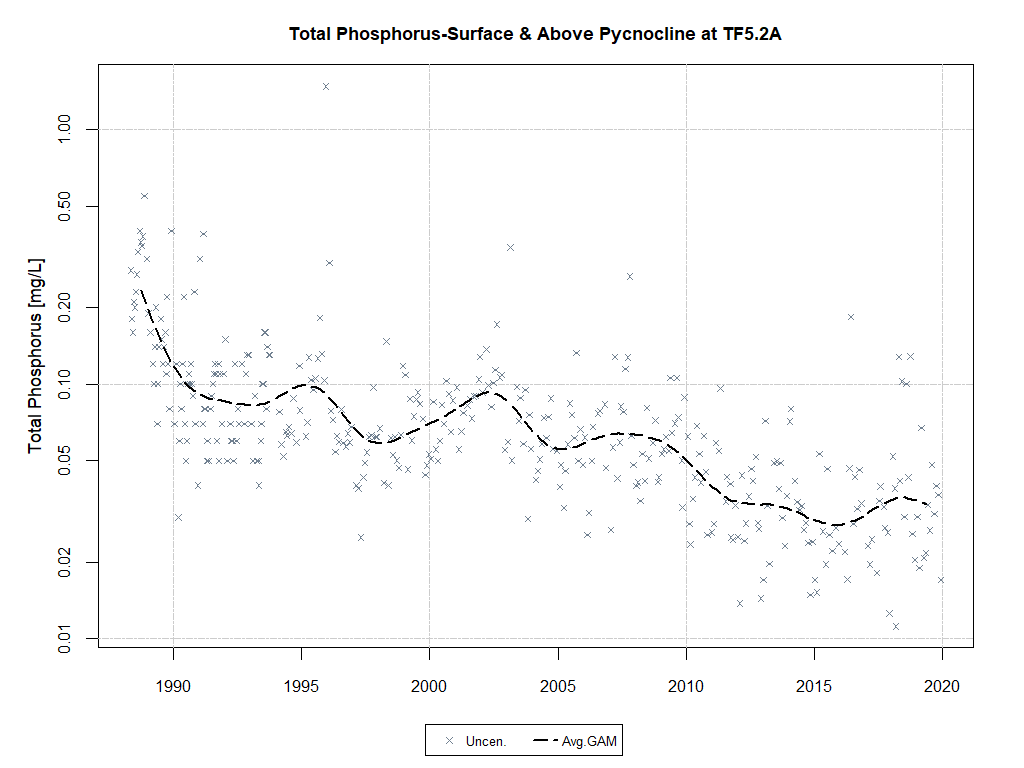 Total Phosphorus-Surface & Above Pycnocline at TF5.2A
Total Phosphorus [mg/L]
1.00
0.50
0.20
0.10
0.05
0.02
0.01
1990 1995 2000 2005 2010 2015 2020
Uncen. Avg.GAM